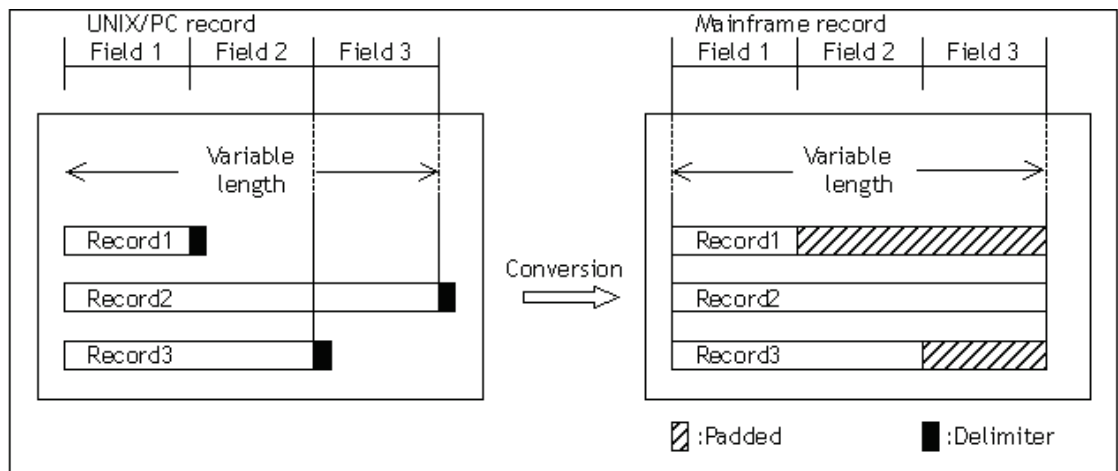 UNIX/PC record
Field 1 Field 2 Field 3
Variable
length
Record1
Record2
Record3
Conversion
Mainframe record
Field 1 Field 2 Field 3
Variable
length
Record1
Record2
Record3
:Padded :Delimiter